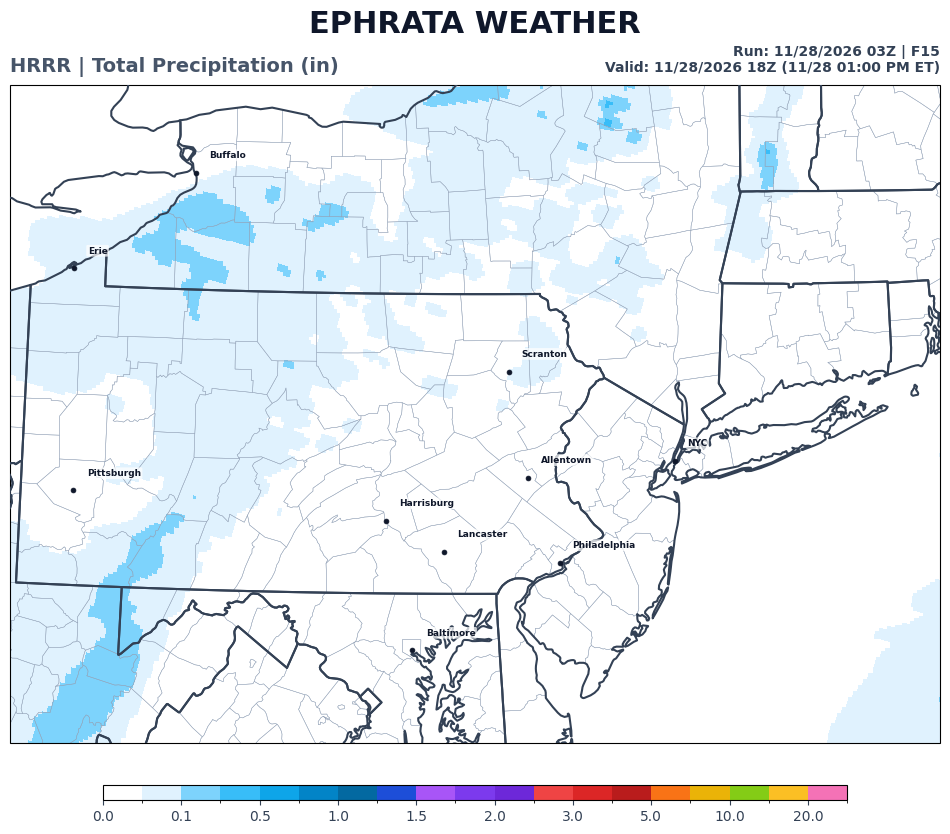 EPHRATA WEATHER
HRRR | Total Precipitation (in)
Run: 11/28/2026 03Z | F15
Valid: 11/28/2026 18Z (11/28 01:00 PM ET)
Buffalo
Erie
Scranton
NYC
Allentown
Pittsburgh
Harrisburg
Lancaster
Philadelphia
Baltimore
0.0 0.1 0.5 1.0 1.5 2.0 3.0 5.0 10.0 20.0